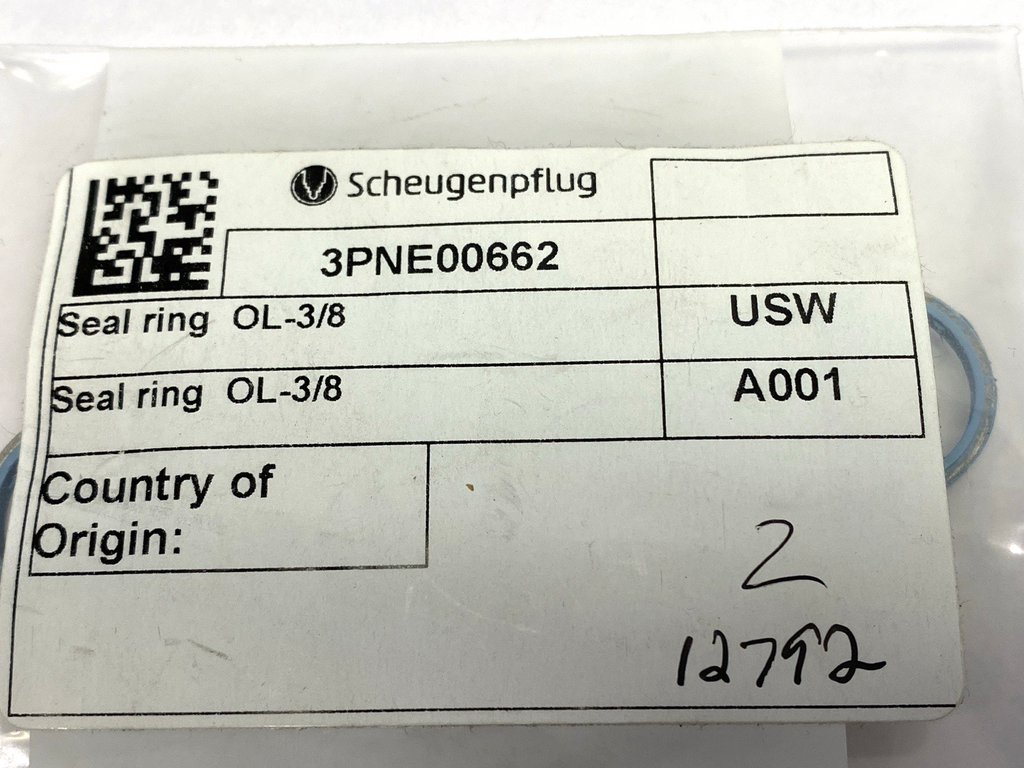 Scheugenpflug
3PNE00662
Seal ring OL-3/8 USW
Seal ring OL-3/8 A001
Country of
Origin:
2
12792